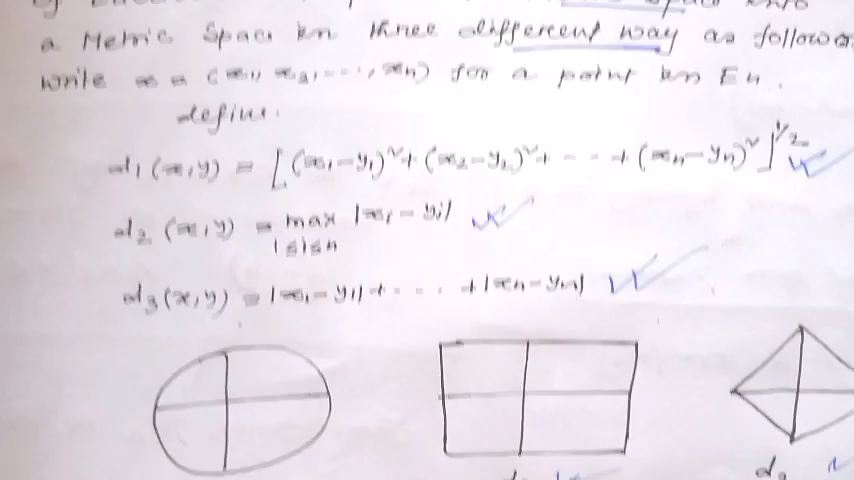 a Metric Space in three different way as follows
write x = (x₁, x₂, ..., xn) for a point in En.
define.
d₁(x,y) = [(x₁-y₁)² + (x₂-y₂)² + - - - + (xn-yn)²]^1/2
d₂(x,y) = max |xi - yi|
1≤i≤n
d₃(x,y) = |x₁-y₁| + - - - + |xn-yn|